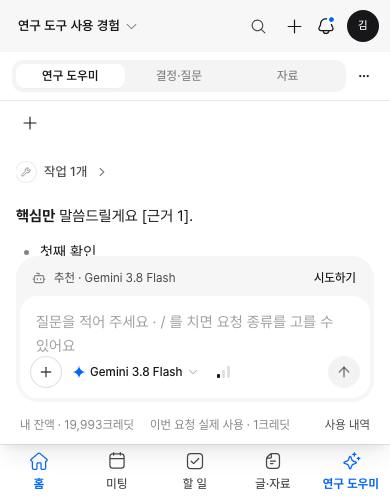 연구 도구 사용 경험
김
연구 도우미
결정·질문
자료
작업 1개
핵심만 말씀드릴게요 [근거 1].
첫째 확인
추천 · Gemini 3.8 Flash
시도하기
질문을 적어 주세요 · / 를 치면 요청 종류를 고를 수
있어요
Gemini 3.8 Flash
내 잔액 · 19,993크레딧
이번 요청 실제 사용 · 1크레딧
사용 내역
홈
미팅
할 일
글·자료
연구 도우미